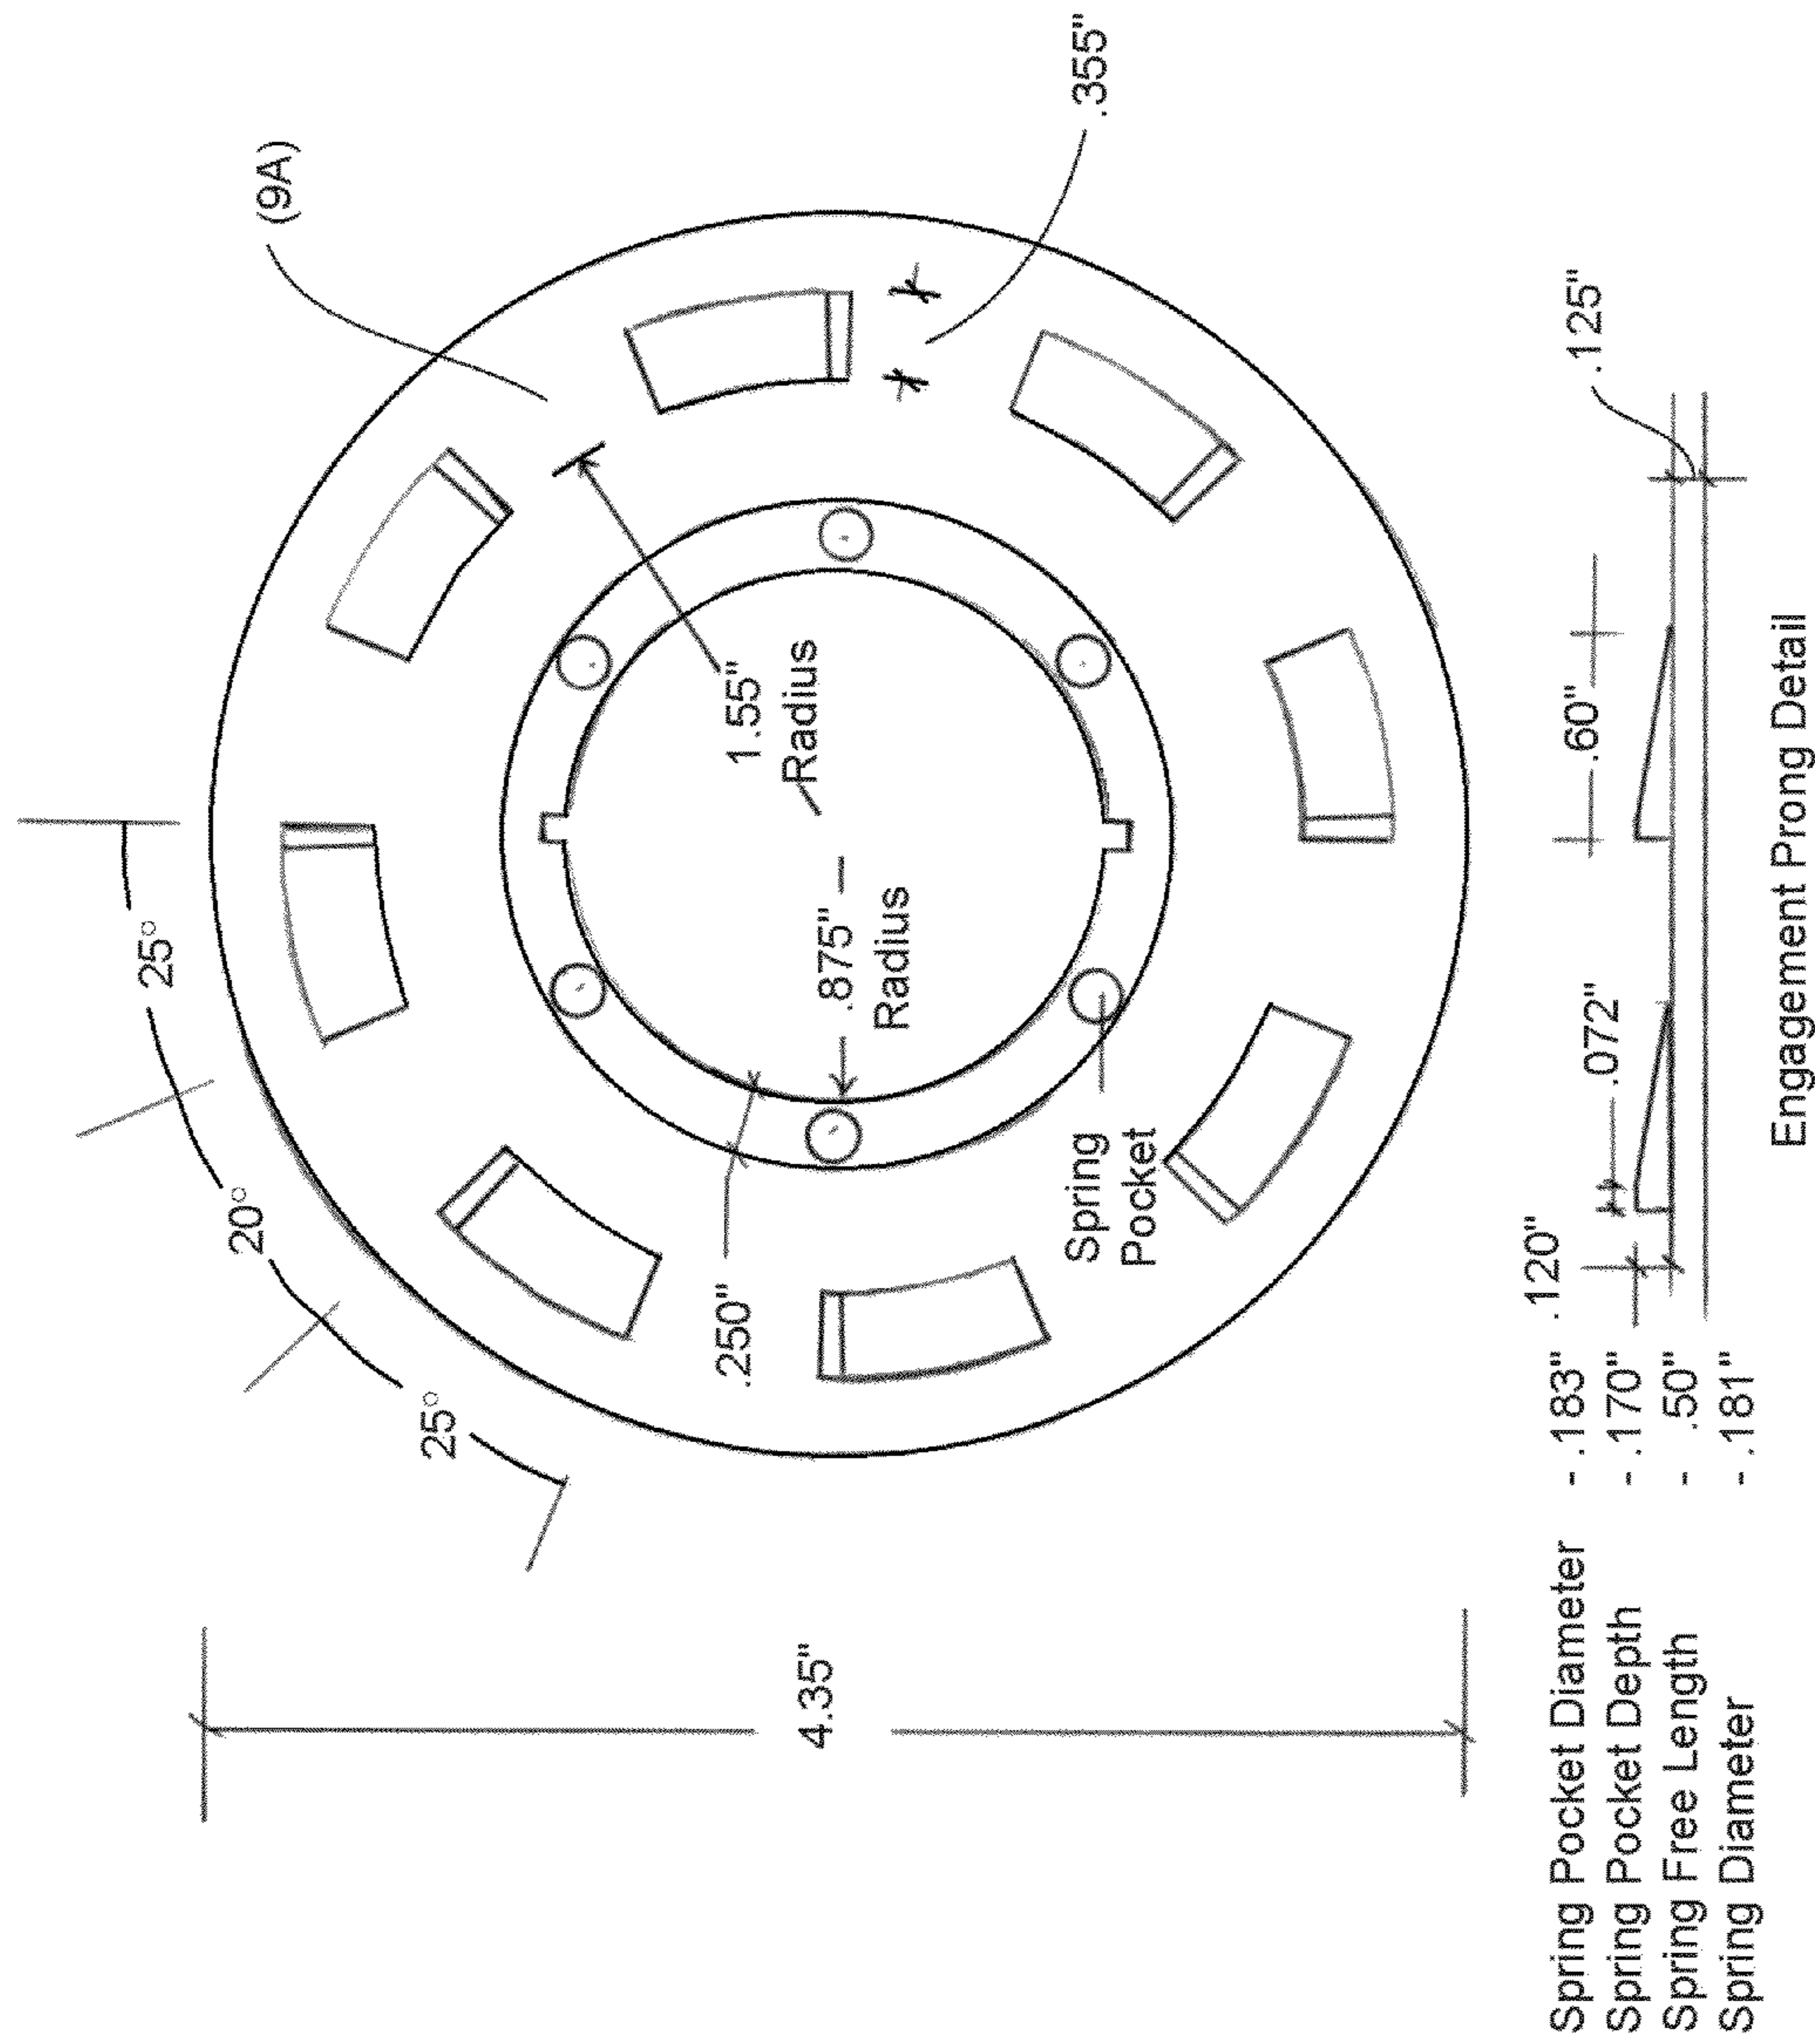 (9A)
.355"
1.55"
Radius
.875"
Radius
25°
20°
25°
.250"
Spring
Pocket
4.35"
.125"
.60"
.072"
.120"
Spring Pocket Diameter - .183"
Spring Pocket Depth - .170"
Spring Free Length - .50"
Spring Diameter - .181"
Engagement Prong Detail